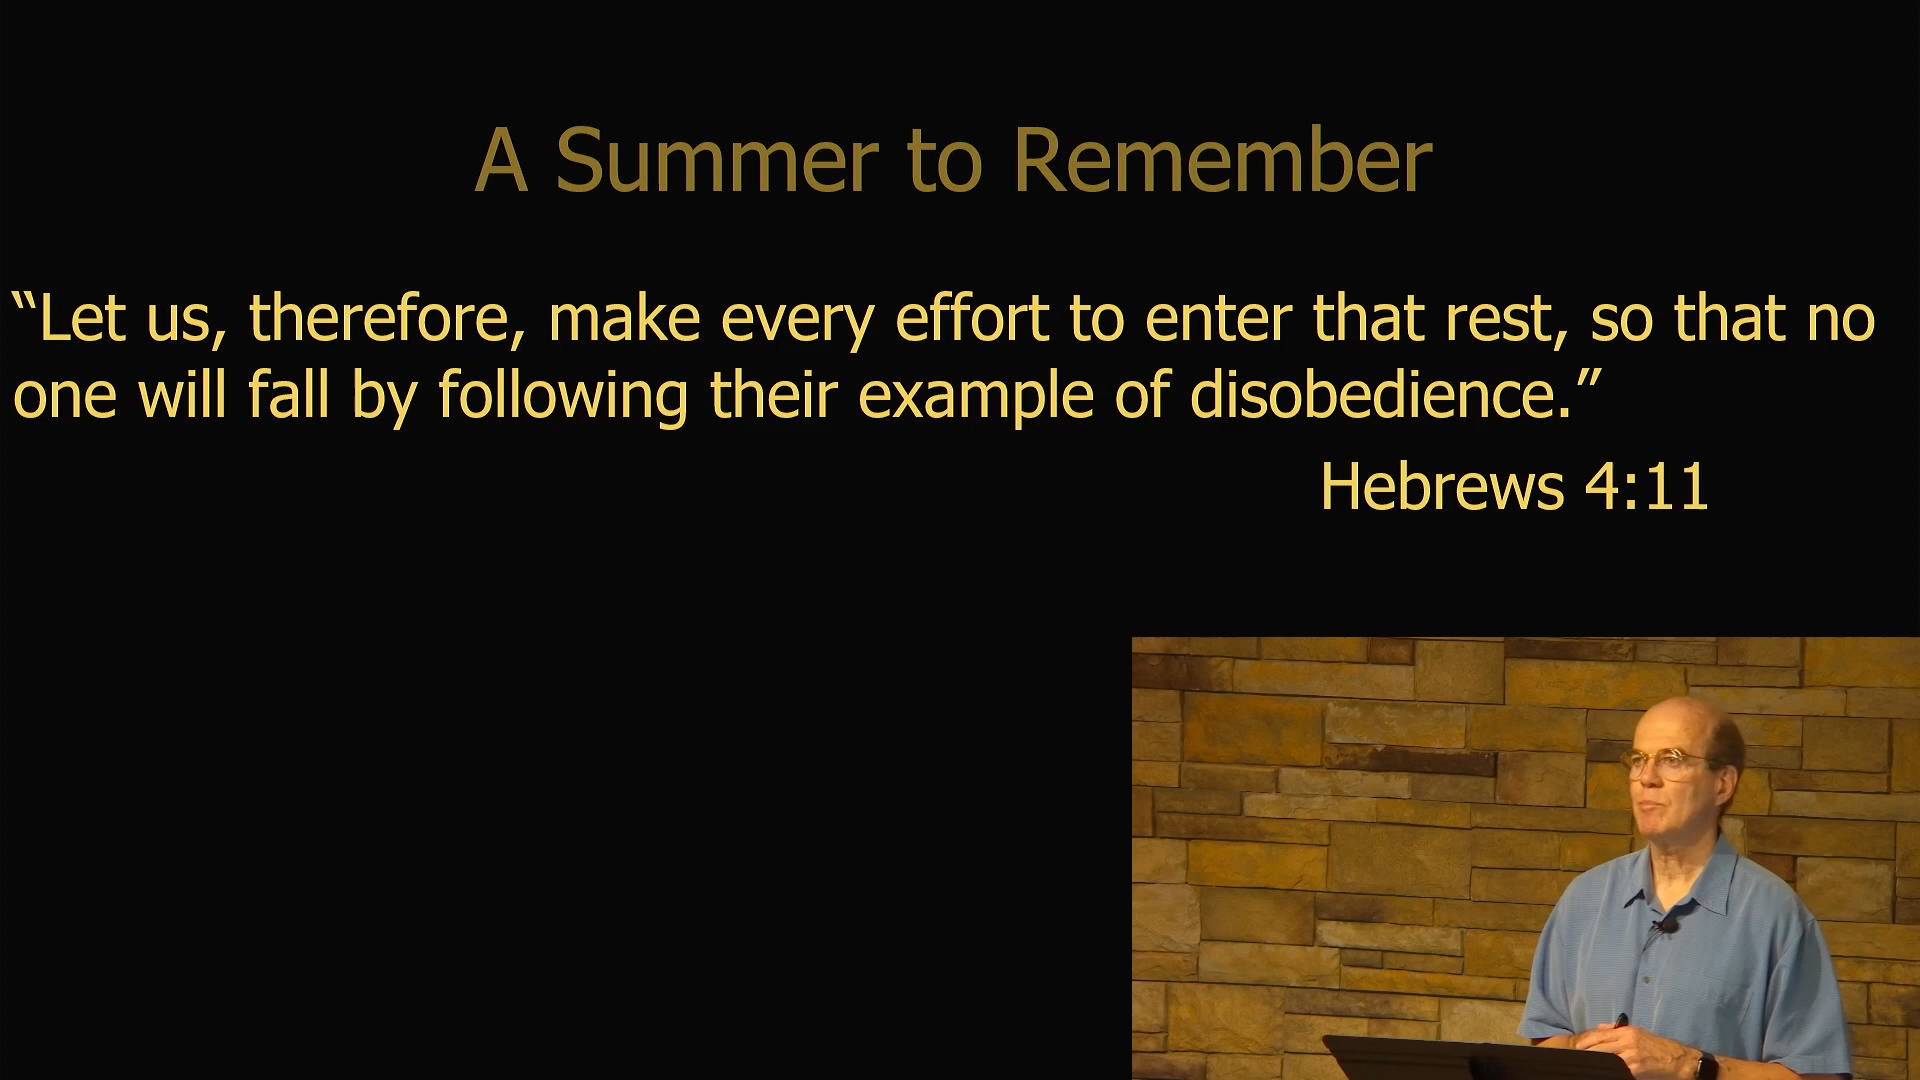 A Summer to Remember
“Let us, therefore, make every effort to enter that rest, so that no
one will fall by following their example of disobedience.”
Hebrews 4:11